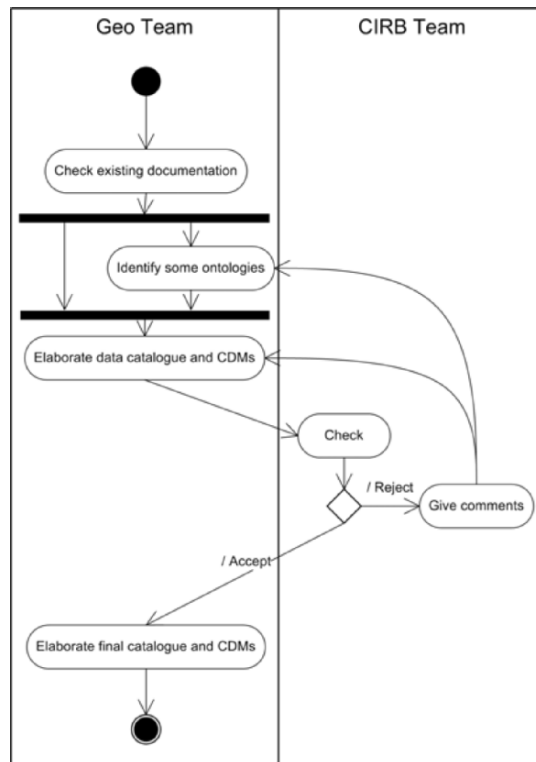 Geo Team
CIRB Team
Check existing documentation
Identify some ontologies
Elaborate data catalogue and CDMs
Check
/ Reject
Give comments
/ Accept
Elaborate final catalogue and CDMs